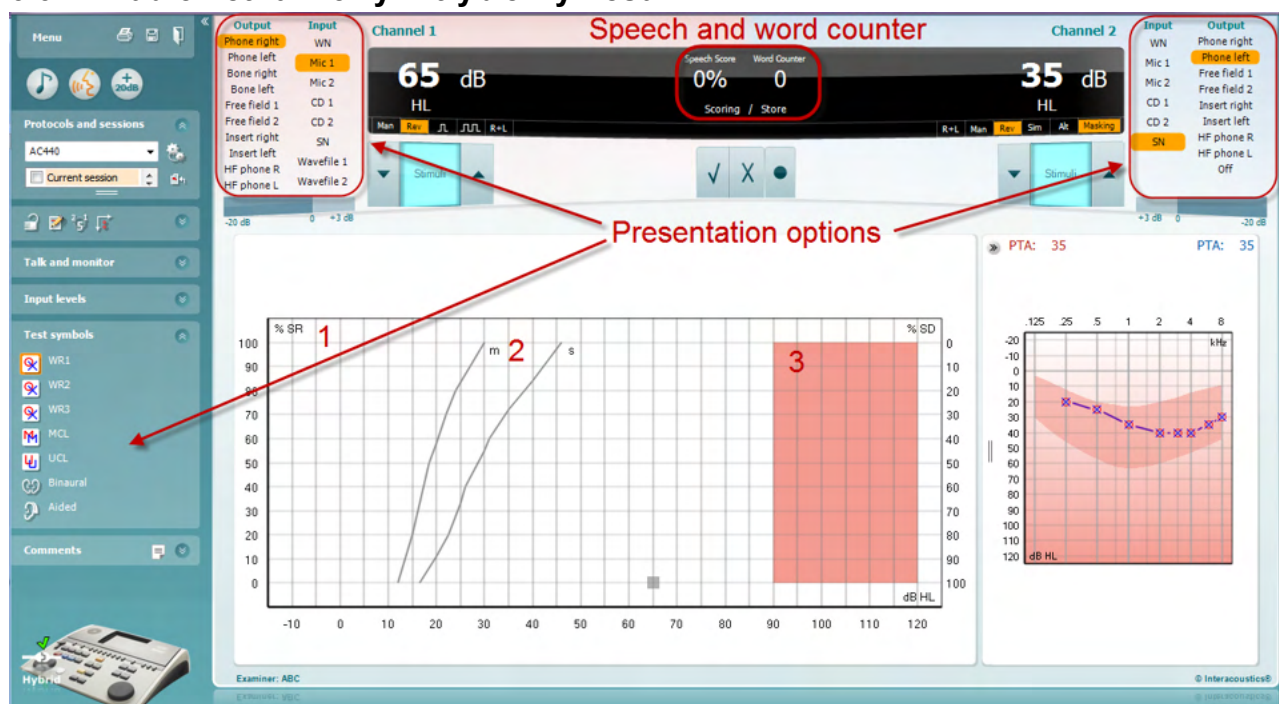 Menu
20dB
Protocols and sessions
AC440
Current session
Talk and monitor
Input levels
Test symbols
WR1
WR2
WR3
MCL
UCL
Binaural
Aided
Comments
Hybrid
Output Input
Phone right WN
Phone left Mic 1
Bone right Mic 2
Bone left
Free field 1 CD 1
Free field 2 CD 2
Insert right SN
Insert left Wavefile 1
HF phone R
HF phone L Wavefile 2
Channel 1
Speech and word counter
Channel 2
65 dB
HL
Speech Score Word Counter
0% 0
Scoring / Store
35 dB
HL
Man Rev R+L
R+L Man Rev Sim Alt Masking
Stimuli
Stimuli
Input Output
WN Phone right
Mic 1 Phone left
Mic 2 Free field 1
Free field 2
CD 1 Insert right
CD 2 Insert left
SN HF phone R
HF phone L
Off
-20 dB 0 +3 dB
+3 dB 0 -20 dB
Presentation options
% SR 1
m 2 s
3
% SD
100 0
90 10
80 20
70 30
60 40
50 50
40 60
30 70
20 80
10 90
0 100
dB HL
-10 0 10 20 30 40 50 60 70 80 90 100 110 120
PTA: 35 PTA: 35
.125 .25 .5 1 2 4 8
kHz
-20
-10
0
10
20
30
40
50
60
70
80
90
100
110
120 dB HL
Examiner: ABC
© Interacoustics®